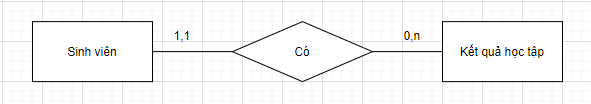 Sinh viên
1,1
Có
0,n
Kết quả học tập